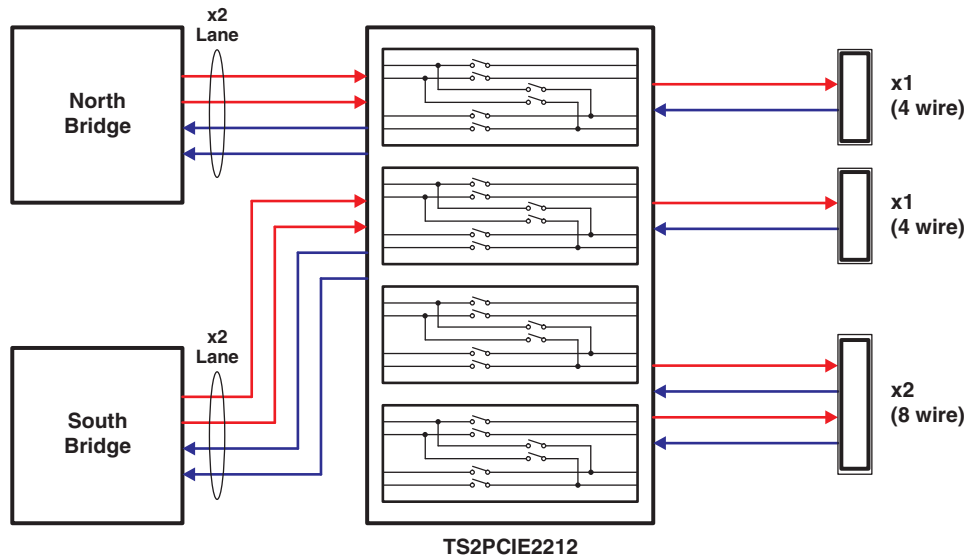 x2
Lane
North
Bridge
x1
(4 wire)
x1
(4 wire)
x2
Lane
South
Bridge
x2
(8 wire)
TS2PCIE2212